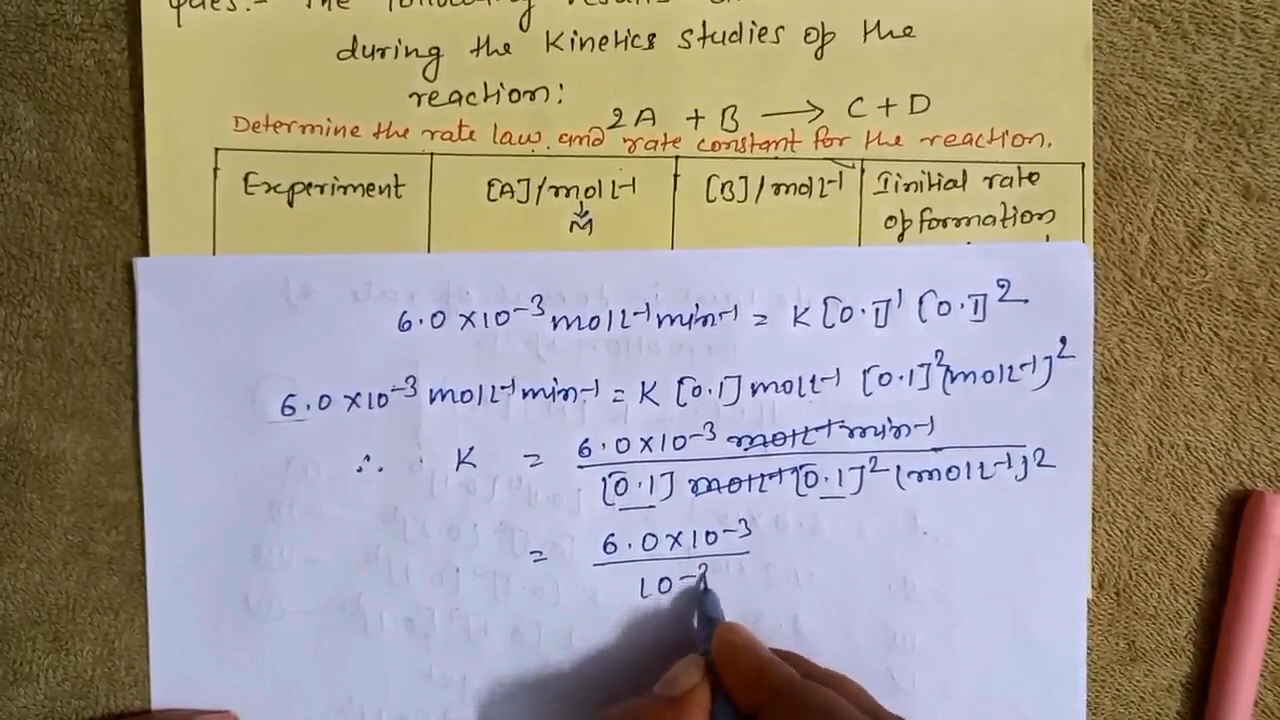 during the Kinetics studies of the
reaction:
2A + B → C + D
Determine the rate law. and rate constant for the reaction.
Experiment [A]/mol L-1 [B]/mol L-1 Iinitial rate
M of formation
6.0 × 10-3 mol L-1 min-1 = K [0.1]1 [0.1]2
6.0 × 10-3 mol L-1 min-1 = K [0.1] mol L-1 [0.1]2 (mol L-1)2
∴ K = 6.0 × 10-3 mol L-1 min-1
[0.1] mol L-1 [0.1]2 (mol L-1)2
= 6.0 × 10-3
10-3